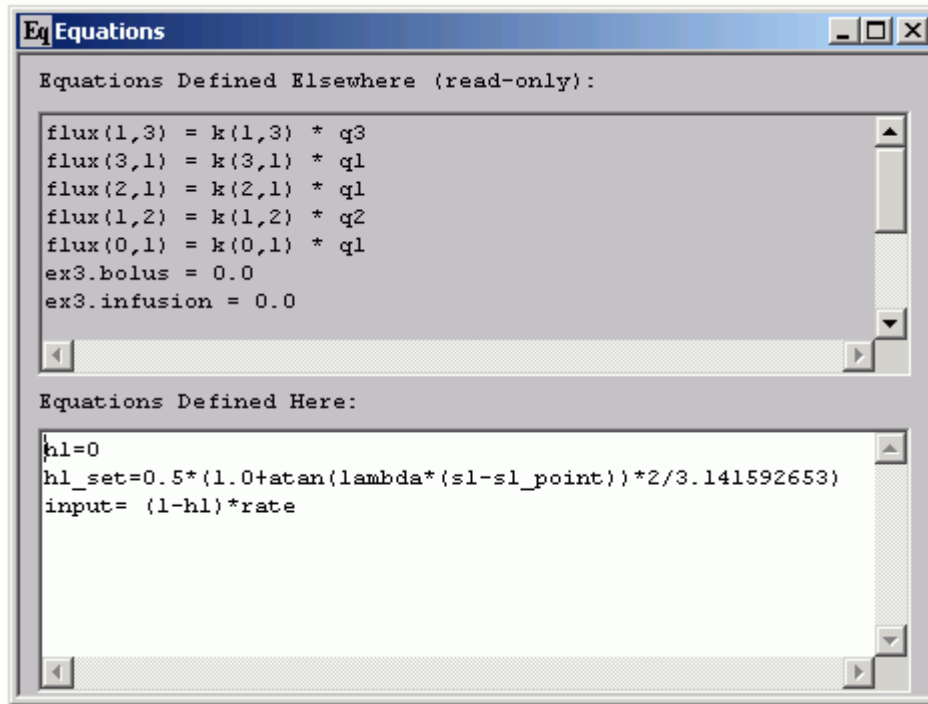 Eq Equations
Equations Defined Elsewhere (read-only):
flux(1,3) = k(1,3) * q3
flux(3,1) = k(3,1) * q1
flux(2,1) = k(2,1) * q1
flux(1,2) = k(1,2) * q2
flux(0,1) = k(0,1) * q1
ex3.bolus = 0.0
ex3.infusion = 0.0
Equations Defined Here:
h1=0
h1_set=0.5*(1.0+atan(lambda*(s1-s1_point))*2/3.141592653)
input= (1-h1)*rate